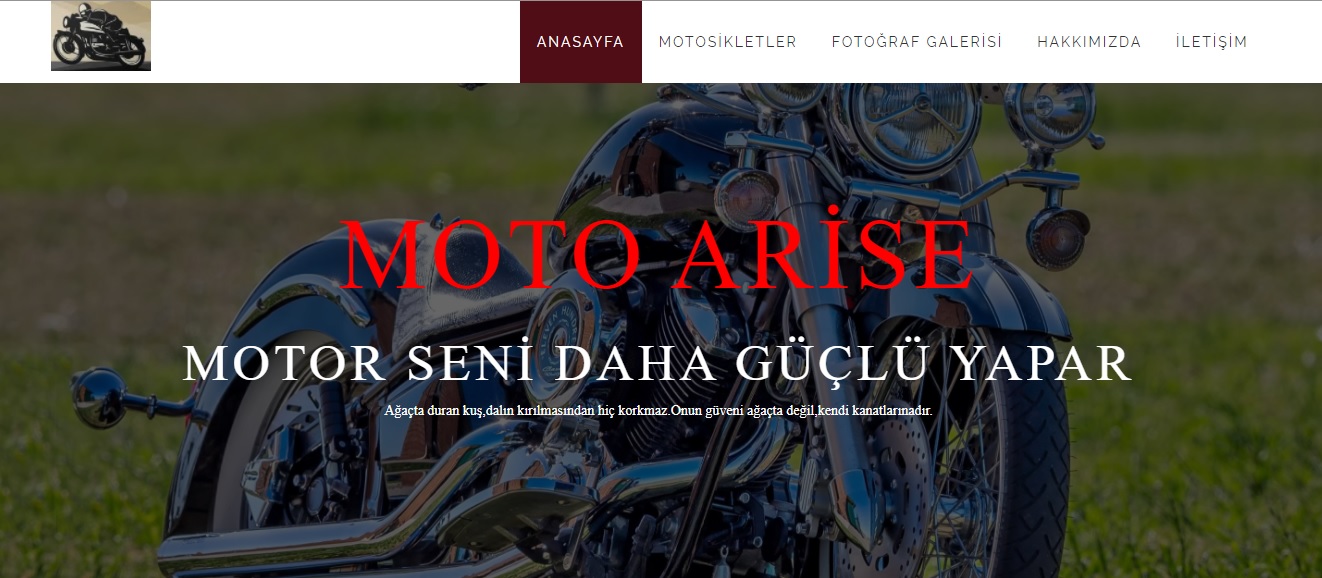 ANASAYFA MOTOSİKLETLER FOTOĞRAF GALERİSİ HAKKIMIZDA İLETİŞİM
MOTO ARİSE
MOTOR SENİ DAHA GÜÇLÜ YAPAR
Ağaçta duran kuş,dalın kırılmasından hiç korkmaz.Onun güveni ağaçta değil,kendi kanatlarınadır.